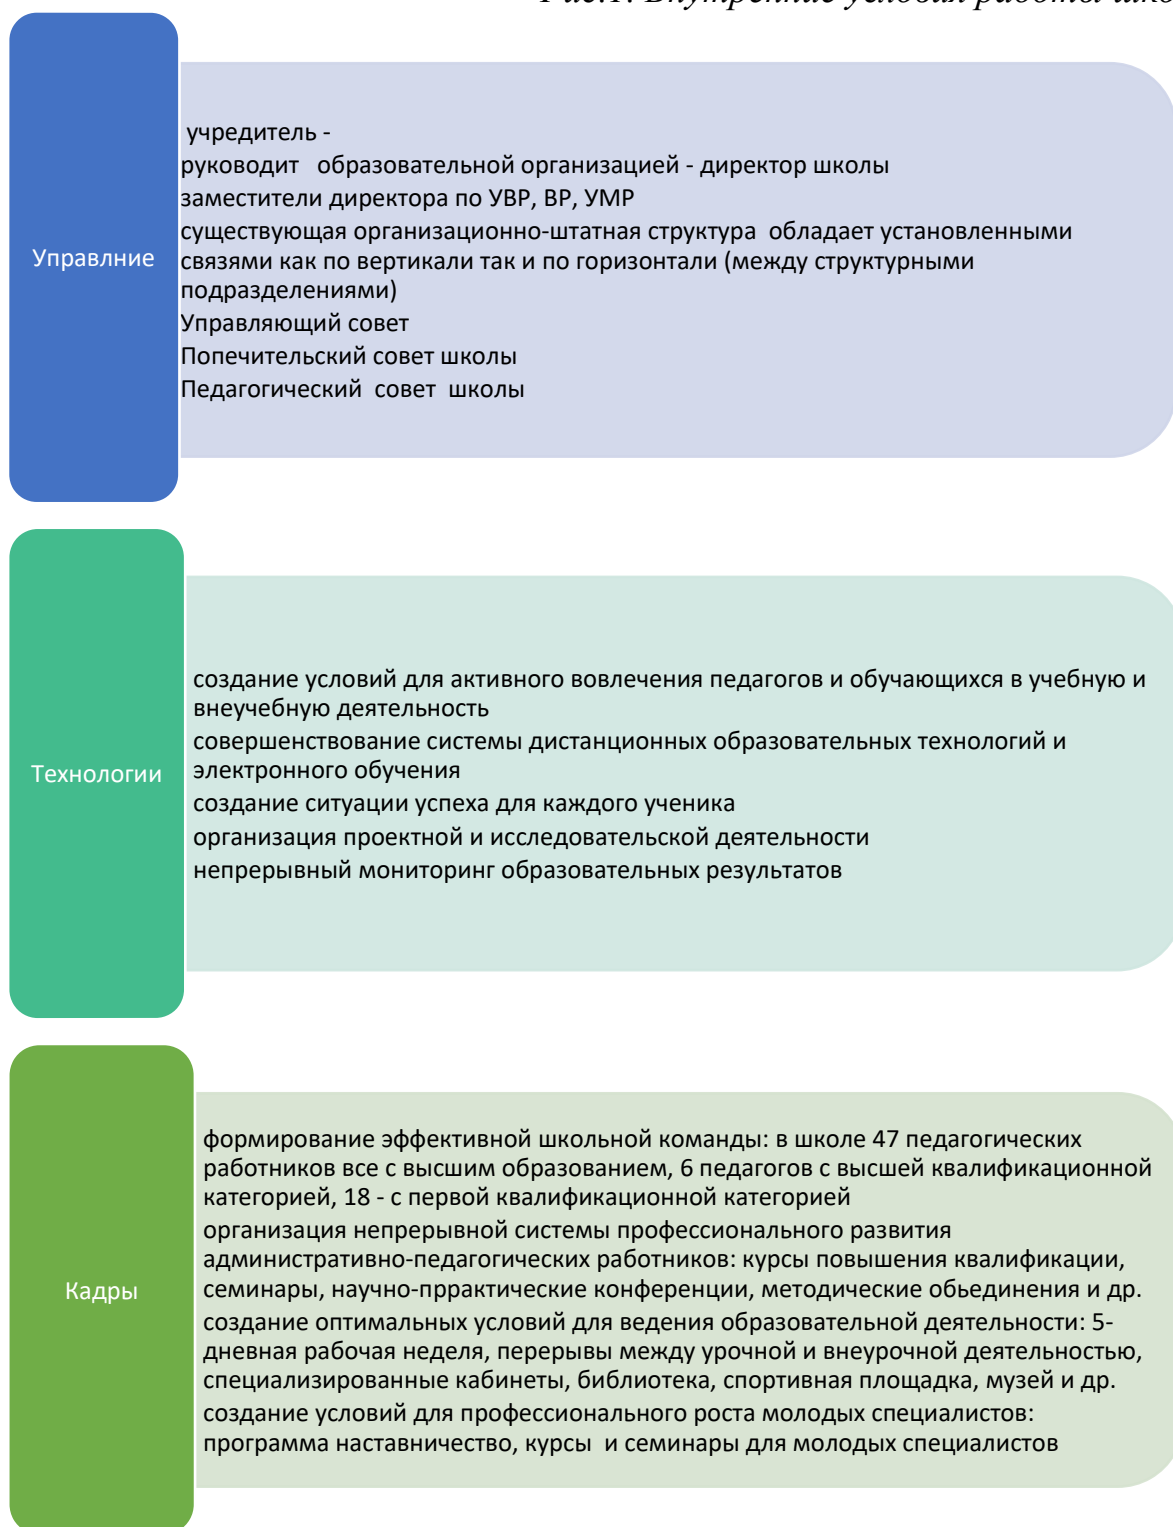 Рис.1. Внутренние условия работы
Управлние
учредитель -
руководит образовательной организацией - директор школы
заместители директора по УВР, ВР, УМР
существующая организационно-штатная структура обладает установленными
связями как по вертикали так и по горизонтали (между структурными
подразделениями)
Управляющий совет
Попечительский совет школы
Педагогический совет школы
Технологии
создание условий для активного вовлечения педагогов и обучающихся в учебную и
внеучебную деятельность
совершенствование системы дистанционных образовательных технологий и
электронного обучения
создание ситуации успеха для каждого ученика
организация проектной и исследовательской деятельности
непрерывный мониторинг образовательных результатов
Кадры
формирование эффективной школьной команды: в школе 47 педагогических
работников все с высшим образованием, 6 педагогов с высшей квалификационной
категорией, 18 - с первой квалификационной категорией
организация непрерывной системы профессионального развития
административно-педагогических работников: курсы повышения квалификации,
семинары, научно-пррактические конференции, методические обьединения и др.
создание оптимальных условий для ведения образовательной деятельности: 5-
дневная рабочая неделя, перерывы между урочной и внеурочной деятельностью,
специализированные кабинеты, библиотека, спортивная площадка, музей и др.
создание условий для профессионального роста молодых специалистов:
программа наставничество, курсы и семинары для молодых специалистов